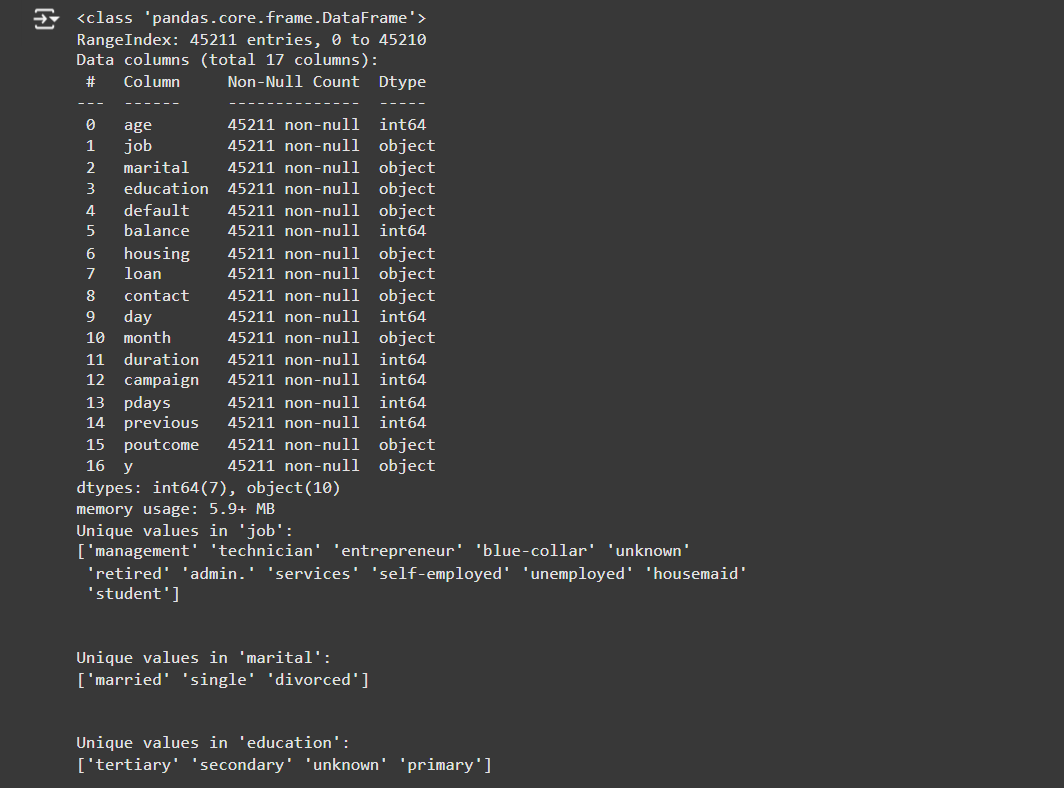 <class 'pandas.core.frame.DataFrame'>
RangeIndex: 45211 entries, 0 to 45210
Data columns (total 17 columns):
 #   Column     Non-Null Count  Dtype
---  ------     --------------  -----
 0   age        45211 non-null  int64
 1   job        45211 non-null  object
 2   marital    45211 non-null  object
 3   education  45211 non-null  object
 4   default    45211 non-null  object
 5   balance    45211 non-null  int64
 6   housing    45211 non-null  object
 7   loan       45211 non-null  object
 8   contact    45211 non-null  object
 9   day        45211 non-null  int64
 10  month      45211 non-null  object
 11  duration   45211 non-null  int64
 12  campaign   45211 non-null  int64
 13  pdays      45211 non-null  int64
 14  previous   45211 non-null  int64
 15  poutcome   45211 non-null  object
 16  y          45211 non-null  object
dtypes: int64(7), object(10)
memory usage: 5.9+ MB
Unique values in 'job':
['management' 'technician' 'entrepreneur' 'blue-collar' 'unknown'
 'retired' 'admin.' 'services' 'self-employed' 'unemployed' 'housemaid'
 'student']
Unique values in 'marital':
['married' 'single' 'divorced']
Unique values in 'education':
['tertiary' 'secondary' 'unknown' 'primary']